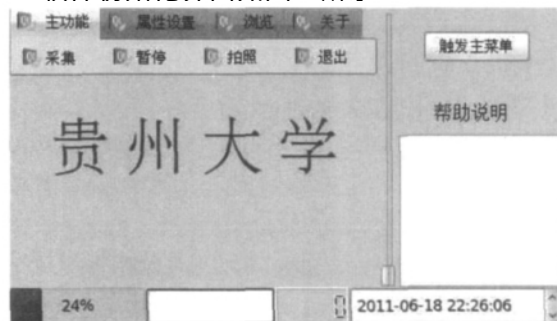 主功能 属性设置 浏览 关于
采集 暂停 拍照 退出
触发主菜单
帮助说明
贵州大学
24%
0
2011-06-18 22:26:06